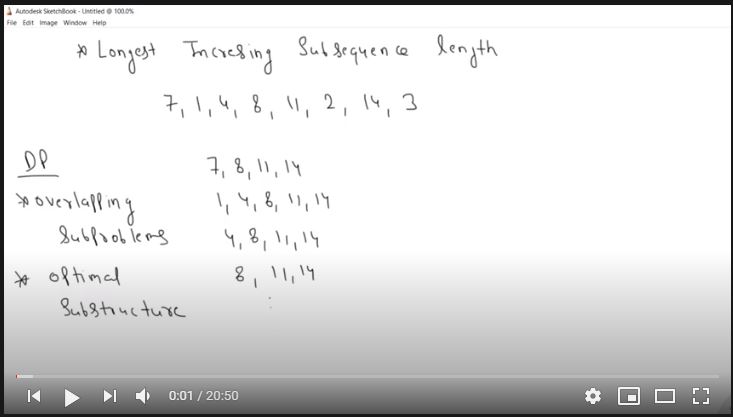 Autodesk SketchBook - Untitled @ 100.0%
File Edit Image Window Help
* Longest Incresing Subsequence length
7, 1, 4, 8, 11, 2, 14, 3
DP
7, 8, 11, 14
* overlapping
1, 4, 8, 11, 14
Subproblems
4, 8, 11, 14
* optimal
8, 11, 14
Substructure
0:01 / 20:50